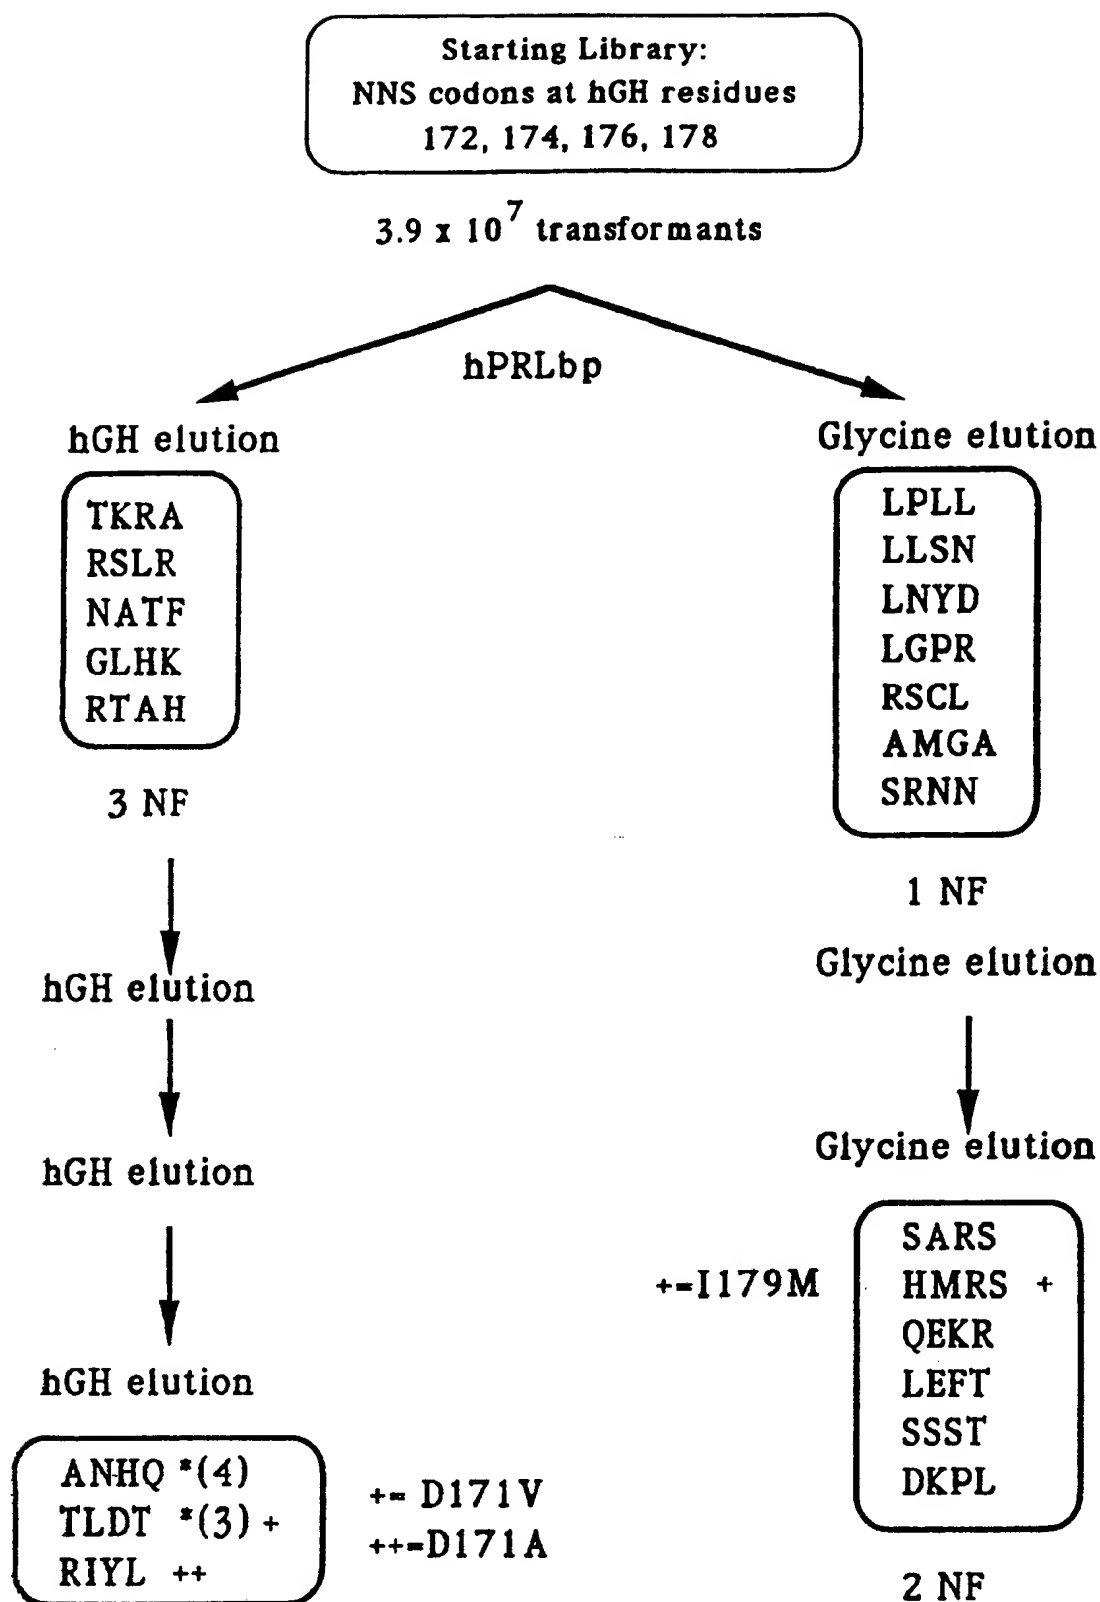 Starting Library:
NNS codons at hGH residues
172, 174, 176, 178
3.9 x 10^7 transformants
hPRLbp
hGH elution
TKRA
RSLR
NATF
GLHK
RTAH
3 NF
hGH elution
hGH elution
hGH elution
ANHQ *(4)
TLDT *(3) +
RIYL ++
+= D171V
++=D171A
Glycine elution
LPLL
LLSN
LNYD
LGPR
RSCL
AMGA
SRNN
1 NF
Glycine elution
Glycine elution
+=I179M
SARS
HMRS +
QEKR
LEFT
SSST
DKPL
2 NF